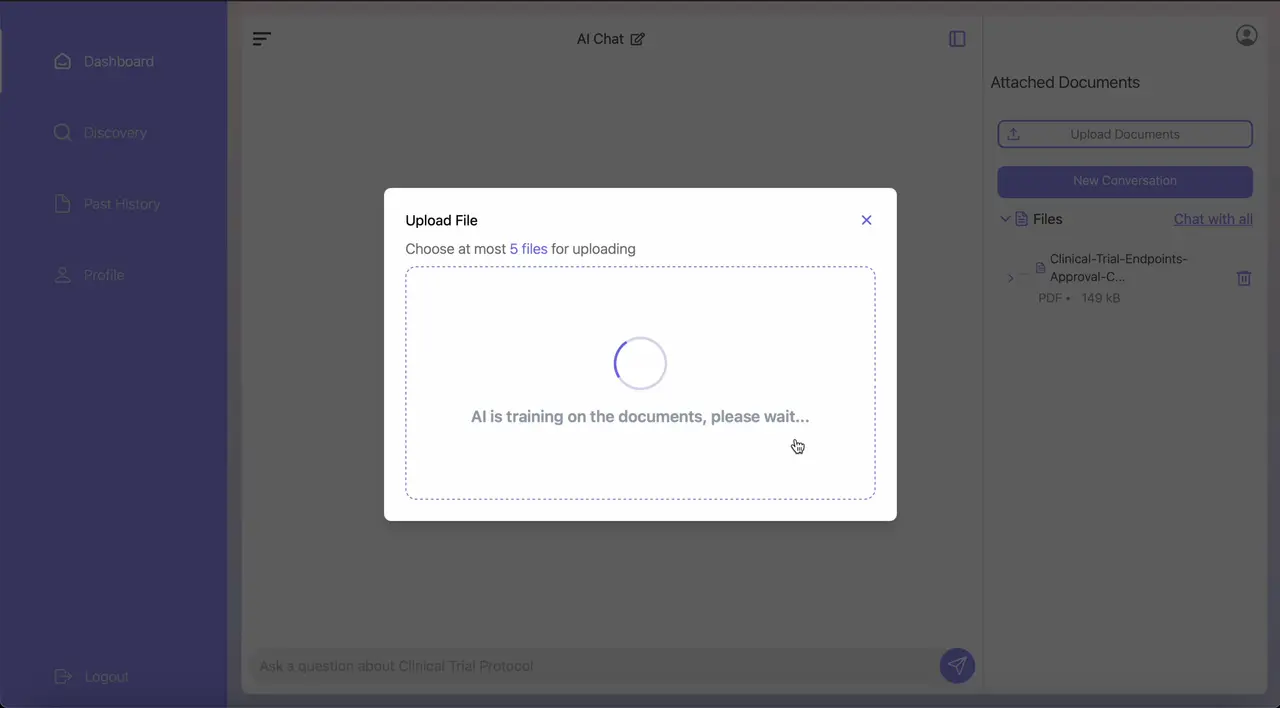 Dashboard
Discovery
Past History
Profile
Logout
AI Chat
Upload File
Choose at most 5 files for uploading
AI is training on the documents, please wait...
Ask a question about Clinical Trial Protocol
Attached Documents
Upload Documents
New Conversation
Files
Chat with all
Clinical-Trial-Endpoints-
Approval-C...
PDF • 149 kB